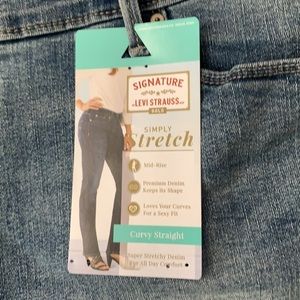 SIGNATURE
BY
LEVI STRAUSS
GOLD
SIMPLY
Stretch
Mid-Rise
Premium Denim
Keeps Its Shape
Loves Your Curves
For a Sexy Fit
Curvy Straight
Super Stretchy Denim
For All Day Comfort